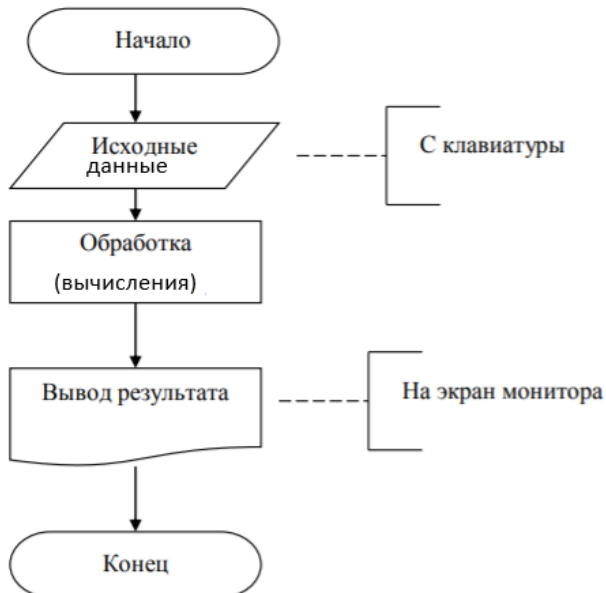 Начало
Исходные
данные
С клавиатуры
Обработка
(вычисления)
Вывод результата
На экран монитора
Конец